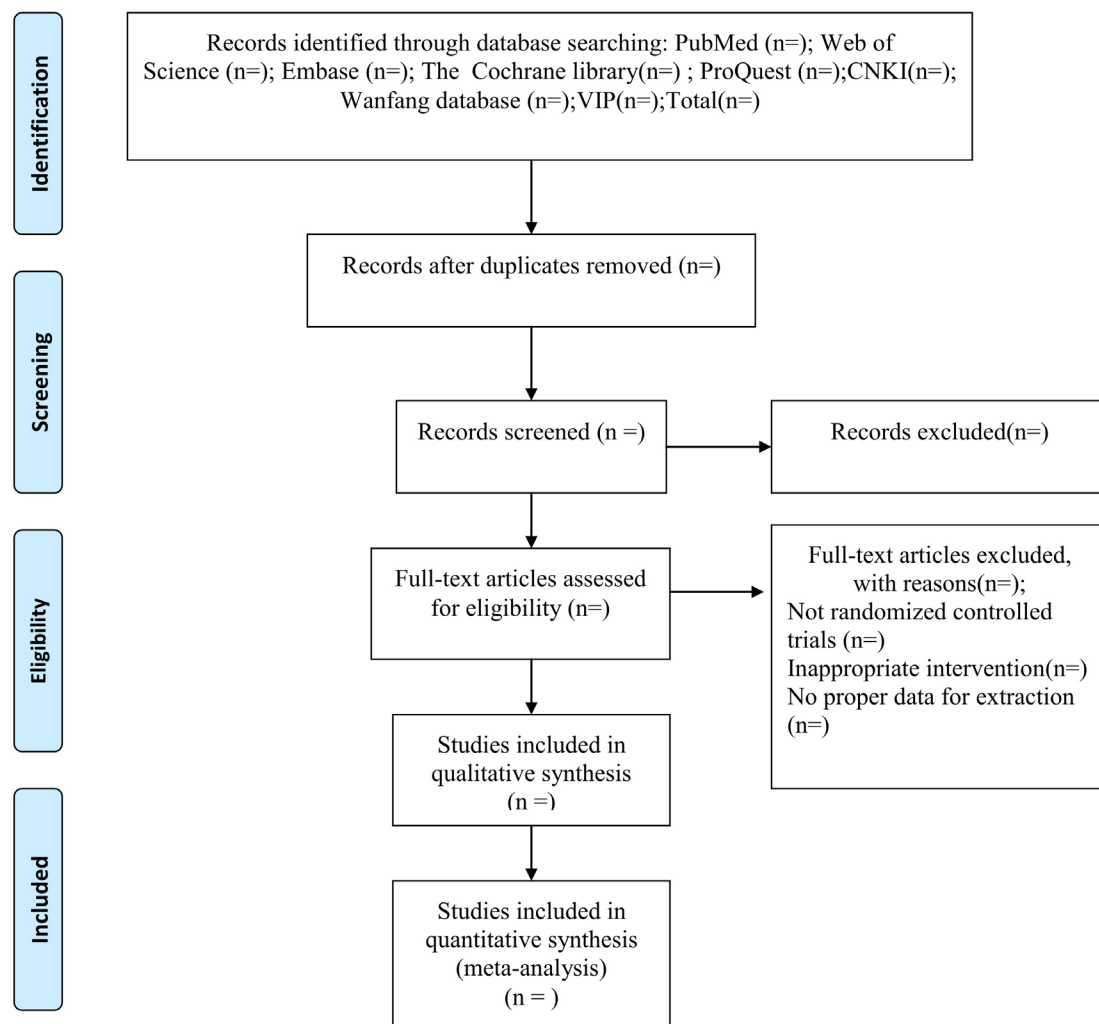 Identification
Records identified through database searching: PubMed (n=); Web of
Science (n=); Embase (n=); The Cochrane library(n=) ; ProQuest (n=);CNKI(n=);
Wanfang database (n=);VIP(n=);Total(n=)
Records after duplicates removed (n=)
Screening
Records screened (n =)
Records excluded(n=)
Eligibility
Full-text articles assessed
for eligibility (n=)
Full-text articles excluded,
with reasons(n=);
Not randomized controlled
trials (n=)
Inappropriate intervention(n=)
No proper data for extraction
(n=)
Studies included in
qualitative synthesis
(n =)
Included
Studies included in
quantitative synthesis
(meta-analysis)
(n = )